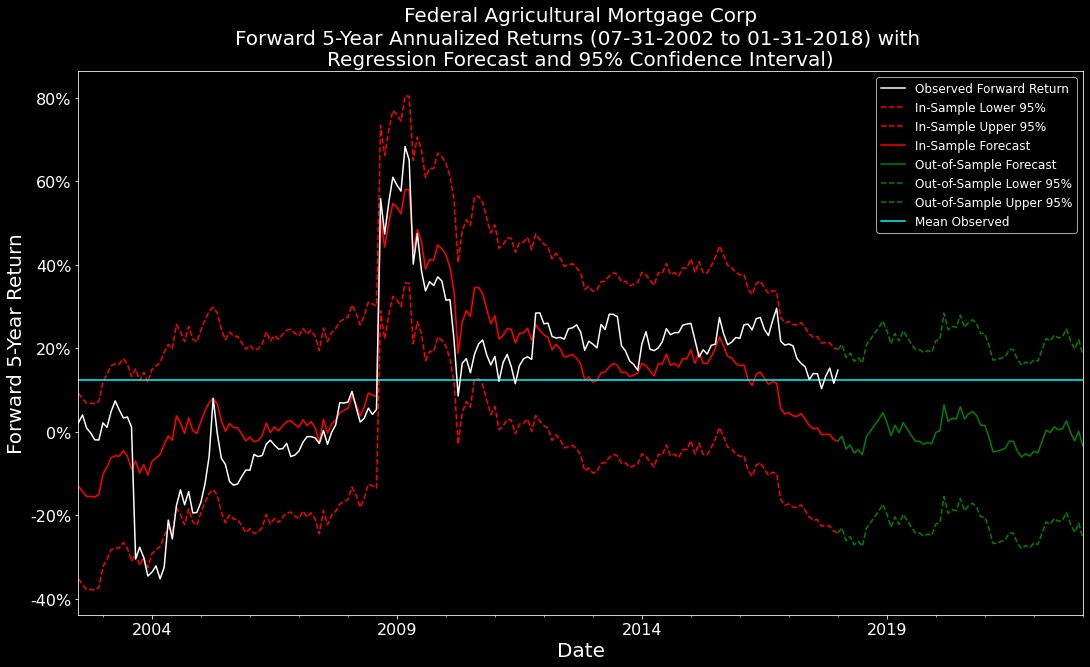 Federal Agricultural Mortgage Corp
Forward 5-Year Annualized Returns (07-31-2002 to 01-31-2018) with
Regression Forecast and 95% Confidence Interval)
Observed Forward Return
In-Sample Lower 95%
In-Sample Upper 95%
In-Sample Forecast
Out-of-Sample Forecast
Out-of-Sample Lower 95%
Out-of-Sample Upper 95%
Mean Observed
Forward 5-Year Return
80%
60%
40%
20%
0%
-20%
-40%
2004
2009
2014
2019
Date